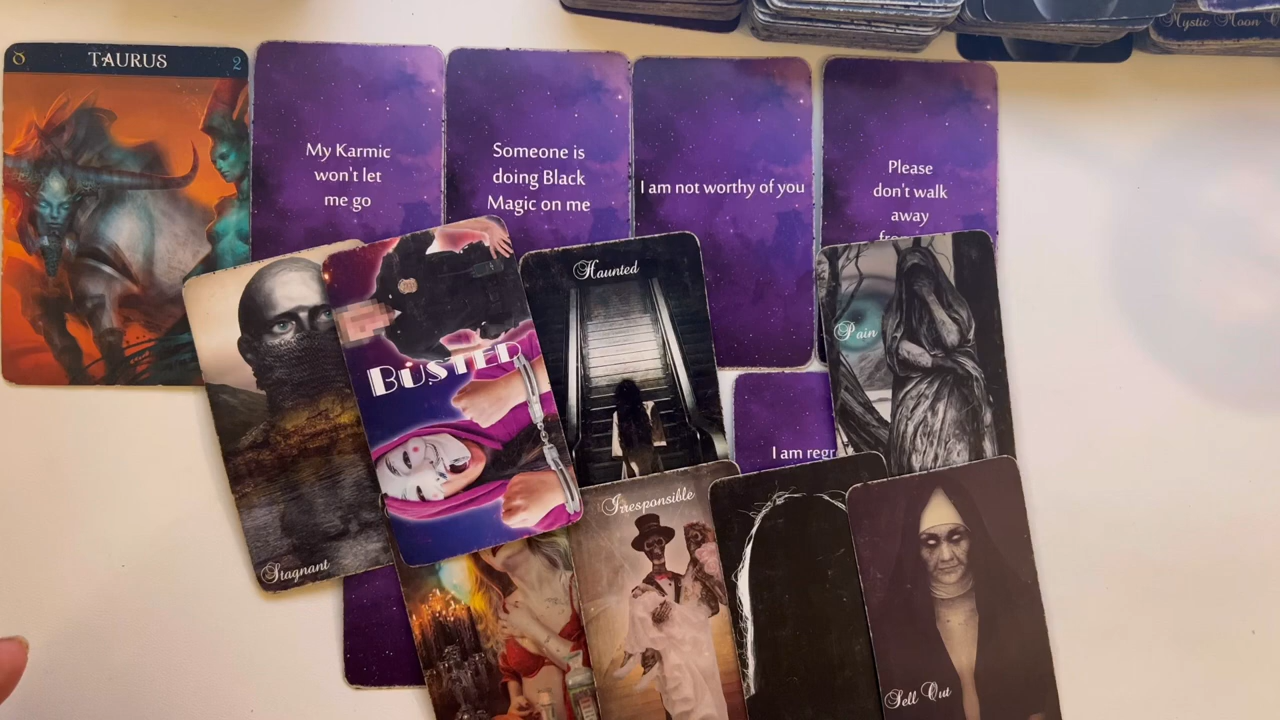 Mystic Moon
TAURUS
2
My Karmic
won't let
me go
Someone is
doing Black
Magic on me
I am not worthy of you
Please
don't walk
away
Haunted
Pain
BUSTED
I am
Irresponsible
Stagnant
Sell Out